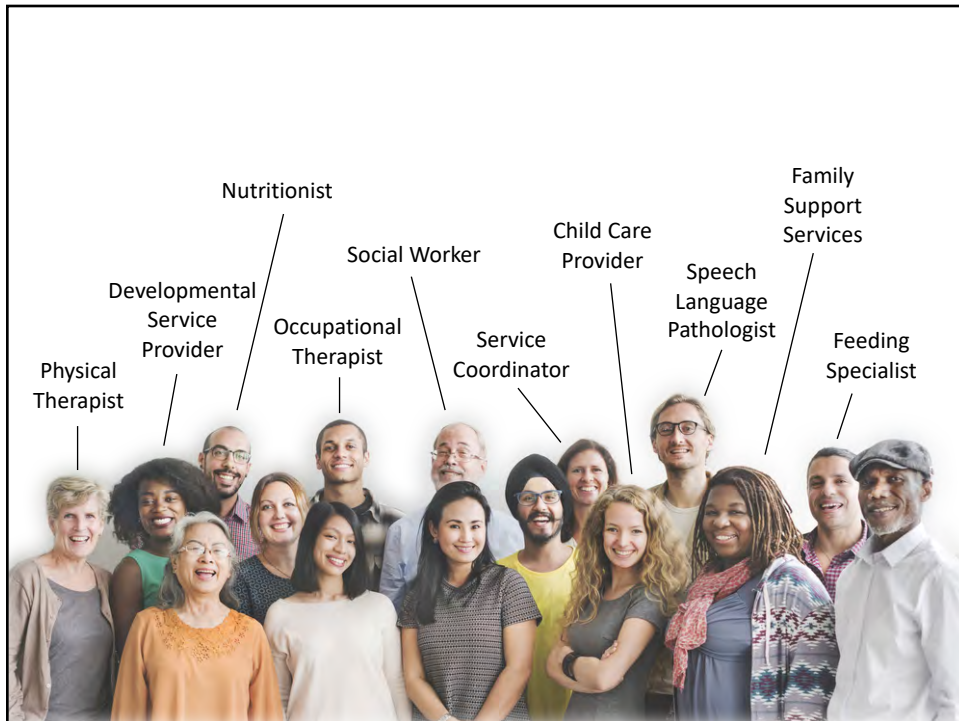 Physical
Therapist
Developmental
Service
Provider
Nutritionist
Occupational
Therapist
Social Worker
Service
Coordinator
Child Care
Provider
Speech
Language
Pathologist
Family
Support
Services
Feeding
Specialist